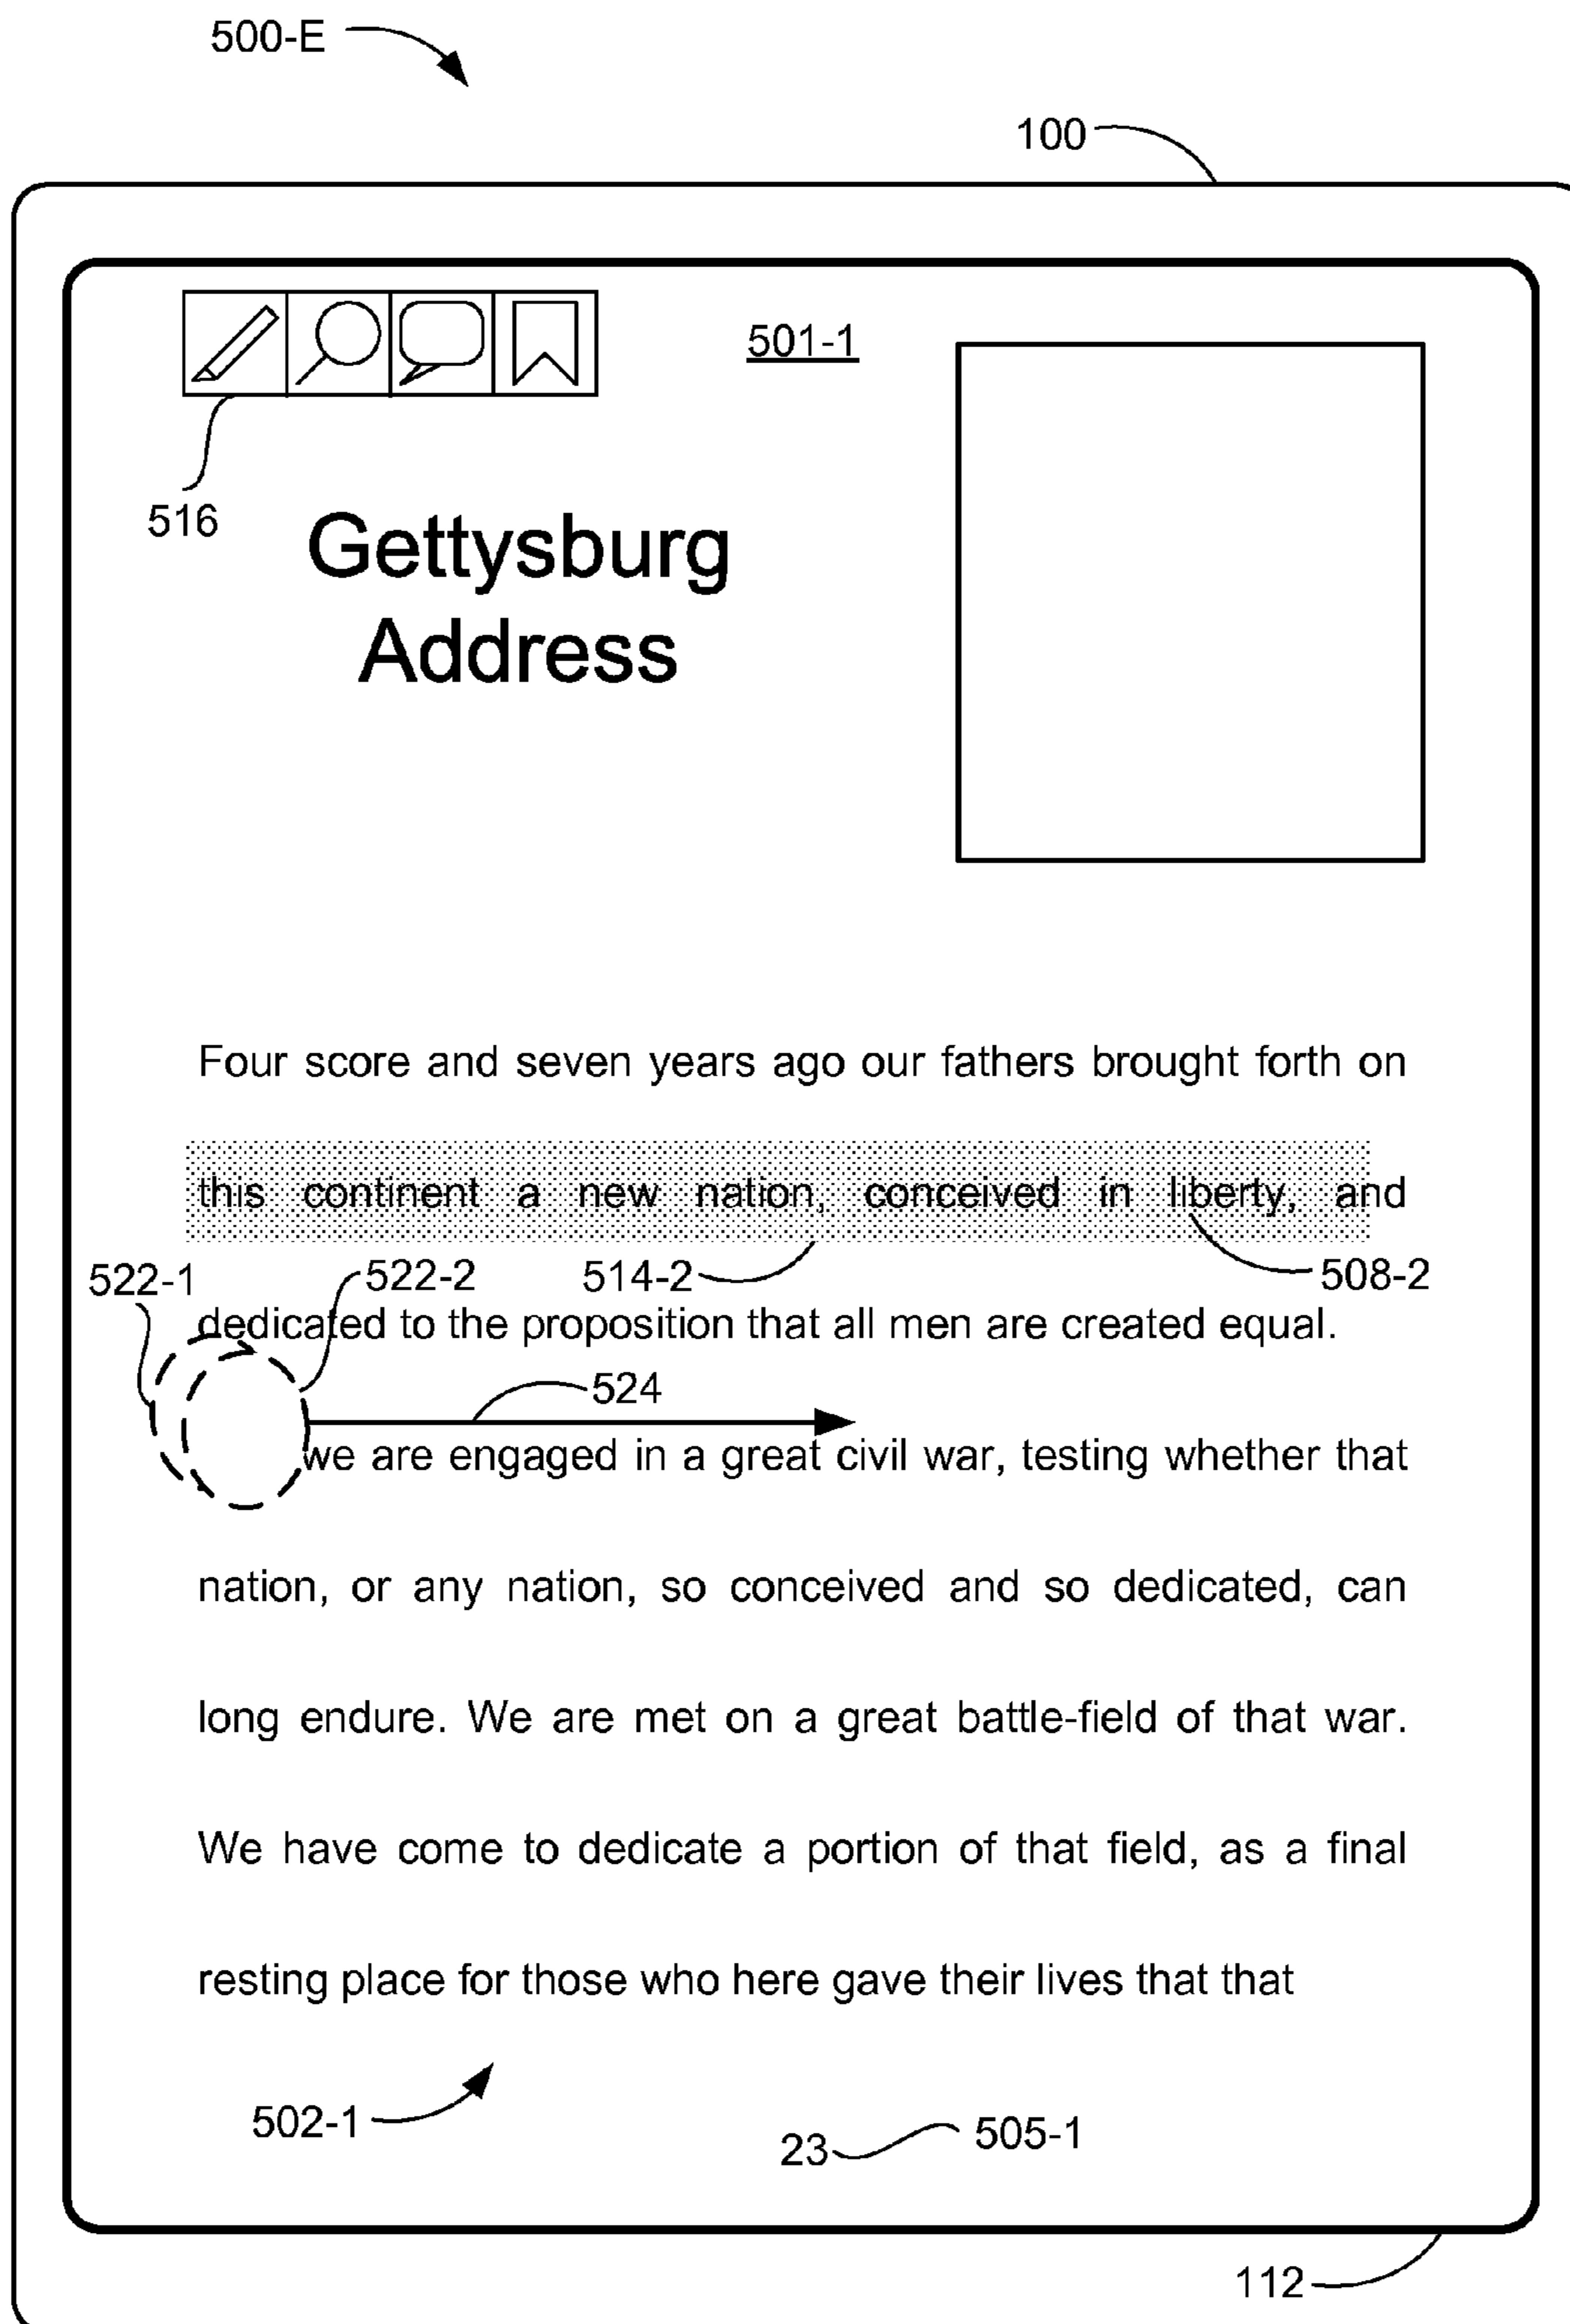 500-E
100
501-1
516
Gettysburg
Address
Four score and seven years ago our fathers brought forth on
this continent a new nation, conceived in liberty, and
522-1 522-2 514-2 508-2
dedicated to the proposition that all men are created equal.
524
we are engaged in a great civil war, testing whether that
nation, or any nation, so conceived and so dedicated, can
long endure. We are met on a great battle-field of that war.
We have come to dedicate a portion of that field, as a final
resting place for those who here gave their lives that that
502-1
23 505-1
112